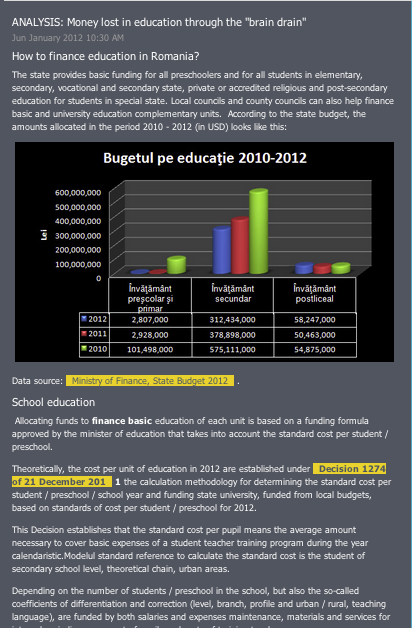 ANALYSIS: Money lost in education through the "brain drain"
Jun January 2012 10:30 AM
How to finance education in Romania?
The state provides basic funding for all preschoolers and for all students in elementary,
secondary, vocational and secondary state, private or accredited religious and post-secondary
education for students in special state. Local councils and county councils can also help finance
basic and university education complementary units.  According to the state budget, the
amounts allocated in the period 2010 - 2012 (in USD) looks like this:
Bugetul pe educaţie 2010-2012
600,000,000
500,000,000
400,000,000
300,000,000
200,000,000
100,000,000
0
Lei
Învăţământ preşcolar şi primar
Învăţământ secundar
Învăţământ postliceal
2012 2,807,000 312,434,000 58,247,000
2011 2,928,000 378,898,000 50,463,000
2010 101,498,000 575,111,000 54,875,000
Data source: Ministry of Finance, State Budget 2012 .
School education
Allocating funds to finance basic education of each unit is based on a funding formula
approved by the minister of education that takes into account the standard cost per student /
preschool.
Theoretically, the cost per unit of education in 2012 are established under Decision 1274
of 21 December 201 1 the calculation methodology for determining the standard cost per
student / preschool / school year and funding state university, funded from local budgets,
based on standards of cost per student / preschool for 2012.
This Decision establishes that the standard cost per pupil means the average amount
necessary to cover basic expenses of a student teacher training program during the year
calendaristic.Modelul standard reference to calculate the standard cost is the student of
secondary school level, theoretical chain, urban areas.
Depending on the number of students / preschool in the school, but also the so-called
coefficients of differentiation and correction (level, branch, profile and urban / rural, teaching
language), are funded by both salaries and expenses maintenance, materials and services for